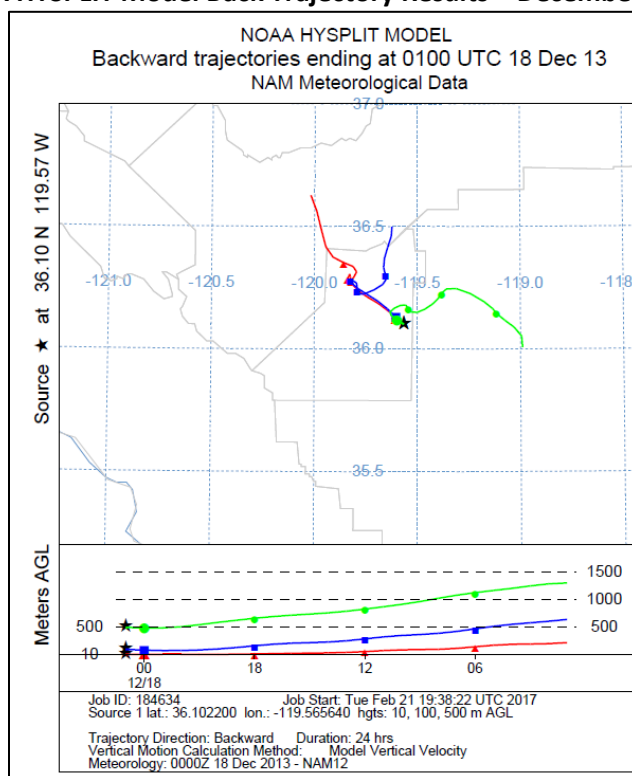 NOAA HYSPLIT MODEL
Backward trajectories ending at 0100 UTC 18 Dec 13
NAM Meteorological Data
Source ★ at 36.10 N 119.57 W
37.0
36.5
-121.0 -120.5 -120.0 -119.5 -119.0 -118
36.0
35.5
Meters AGL
1500
1000
500 500
10
00 18 12 06
12/18
Job ID: 184634 Job Start: Tue Feb 21 19:38:22 UTC 2017
Source 1 lat.: 36.102200 lon.: -119.565640 hgts: 10, 100, 500 m AGL
Trajectory Direction: Backward Duration: 24 hrs
Vertical Motion Calculation Method: Model Vertical Velocity
Meteorology: 0000Z 18 Dec 2013 - NAM12